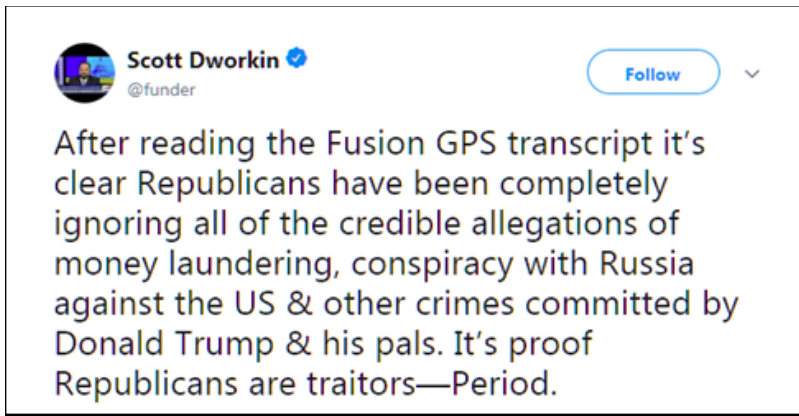 Scott Dworkin
@funder
Follow
After reading the Fusion GPS transcript it's
clear Republicans have been completely
ignoring all of the credible allegations of
money laundering, conspiracy with Russia
against the US & other crimes committed by
Donald Trump & his pals. It's proof
Republicans are traitors—Period.